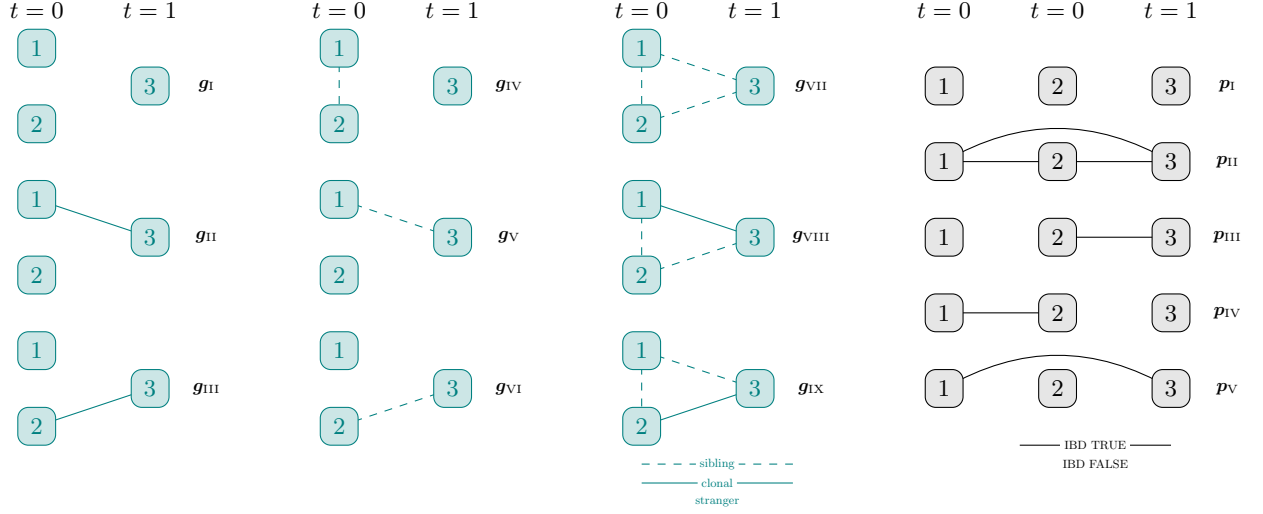 t = 0 t = 1 t = 0 t = 1 t = 0 t = 1 t = 0 t = 0 t = 1
1 1 1
3 g_I 3 g_IV 3 g_VII 1 2 3 p_I
2 2 2
1 2 3 p_II
1 1 1
3 g_II 3 g_V 3 g_VIII 1 2 3 p_III
2 2 2
1 2 3 p_IV
1 1 1
3 g_III 3 g_VI 3 g_IX 1 2 3 p_V
2 2 2
IBD TRUE
sibling IBD FALSE
clonal
stranger